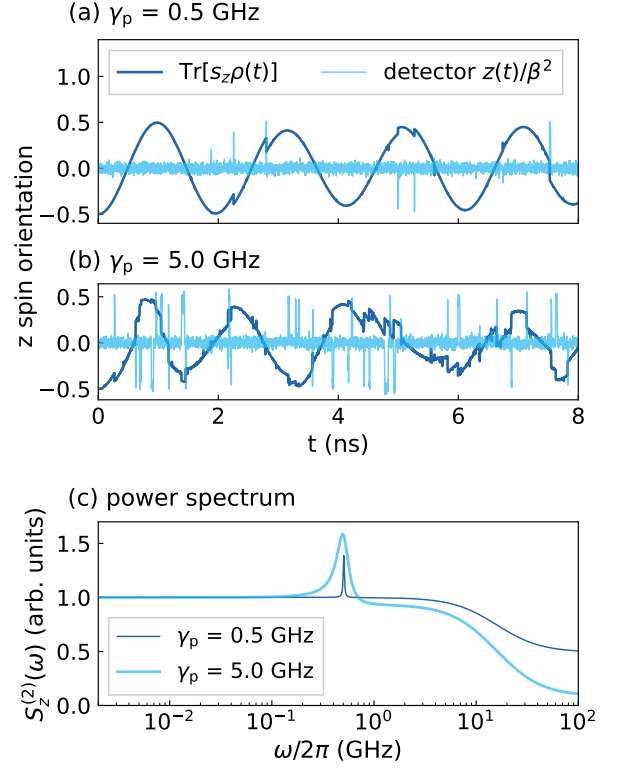 (a) γp = 0.5 GHz
Tr[s_zρ(t)] detector z(t)/β²
1.0
0.5
0.0
−0.5
(b) γp = 5.0 GHz
0.5
0.0
−0.5
z spin orientation
0 2 4 6 8
t (ns)
(c) power spectrum
1.5
1.0
0.5
0.0
S_z^(2)(ω) (arb. units)
γp = 0.5 GHz
γp = 5.0 GHz
10⁻² 10⁻¹ 10⁰ 10¹ 10²
ω/2π (GHz)